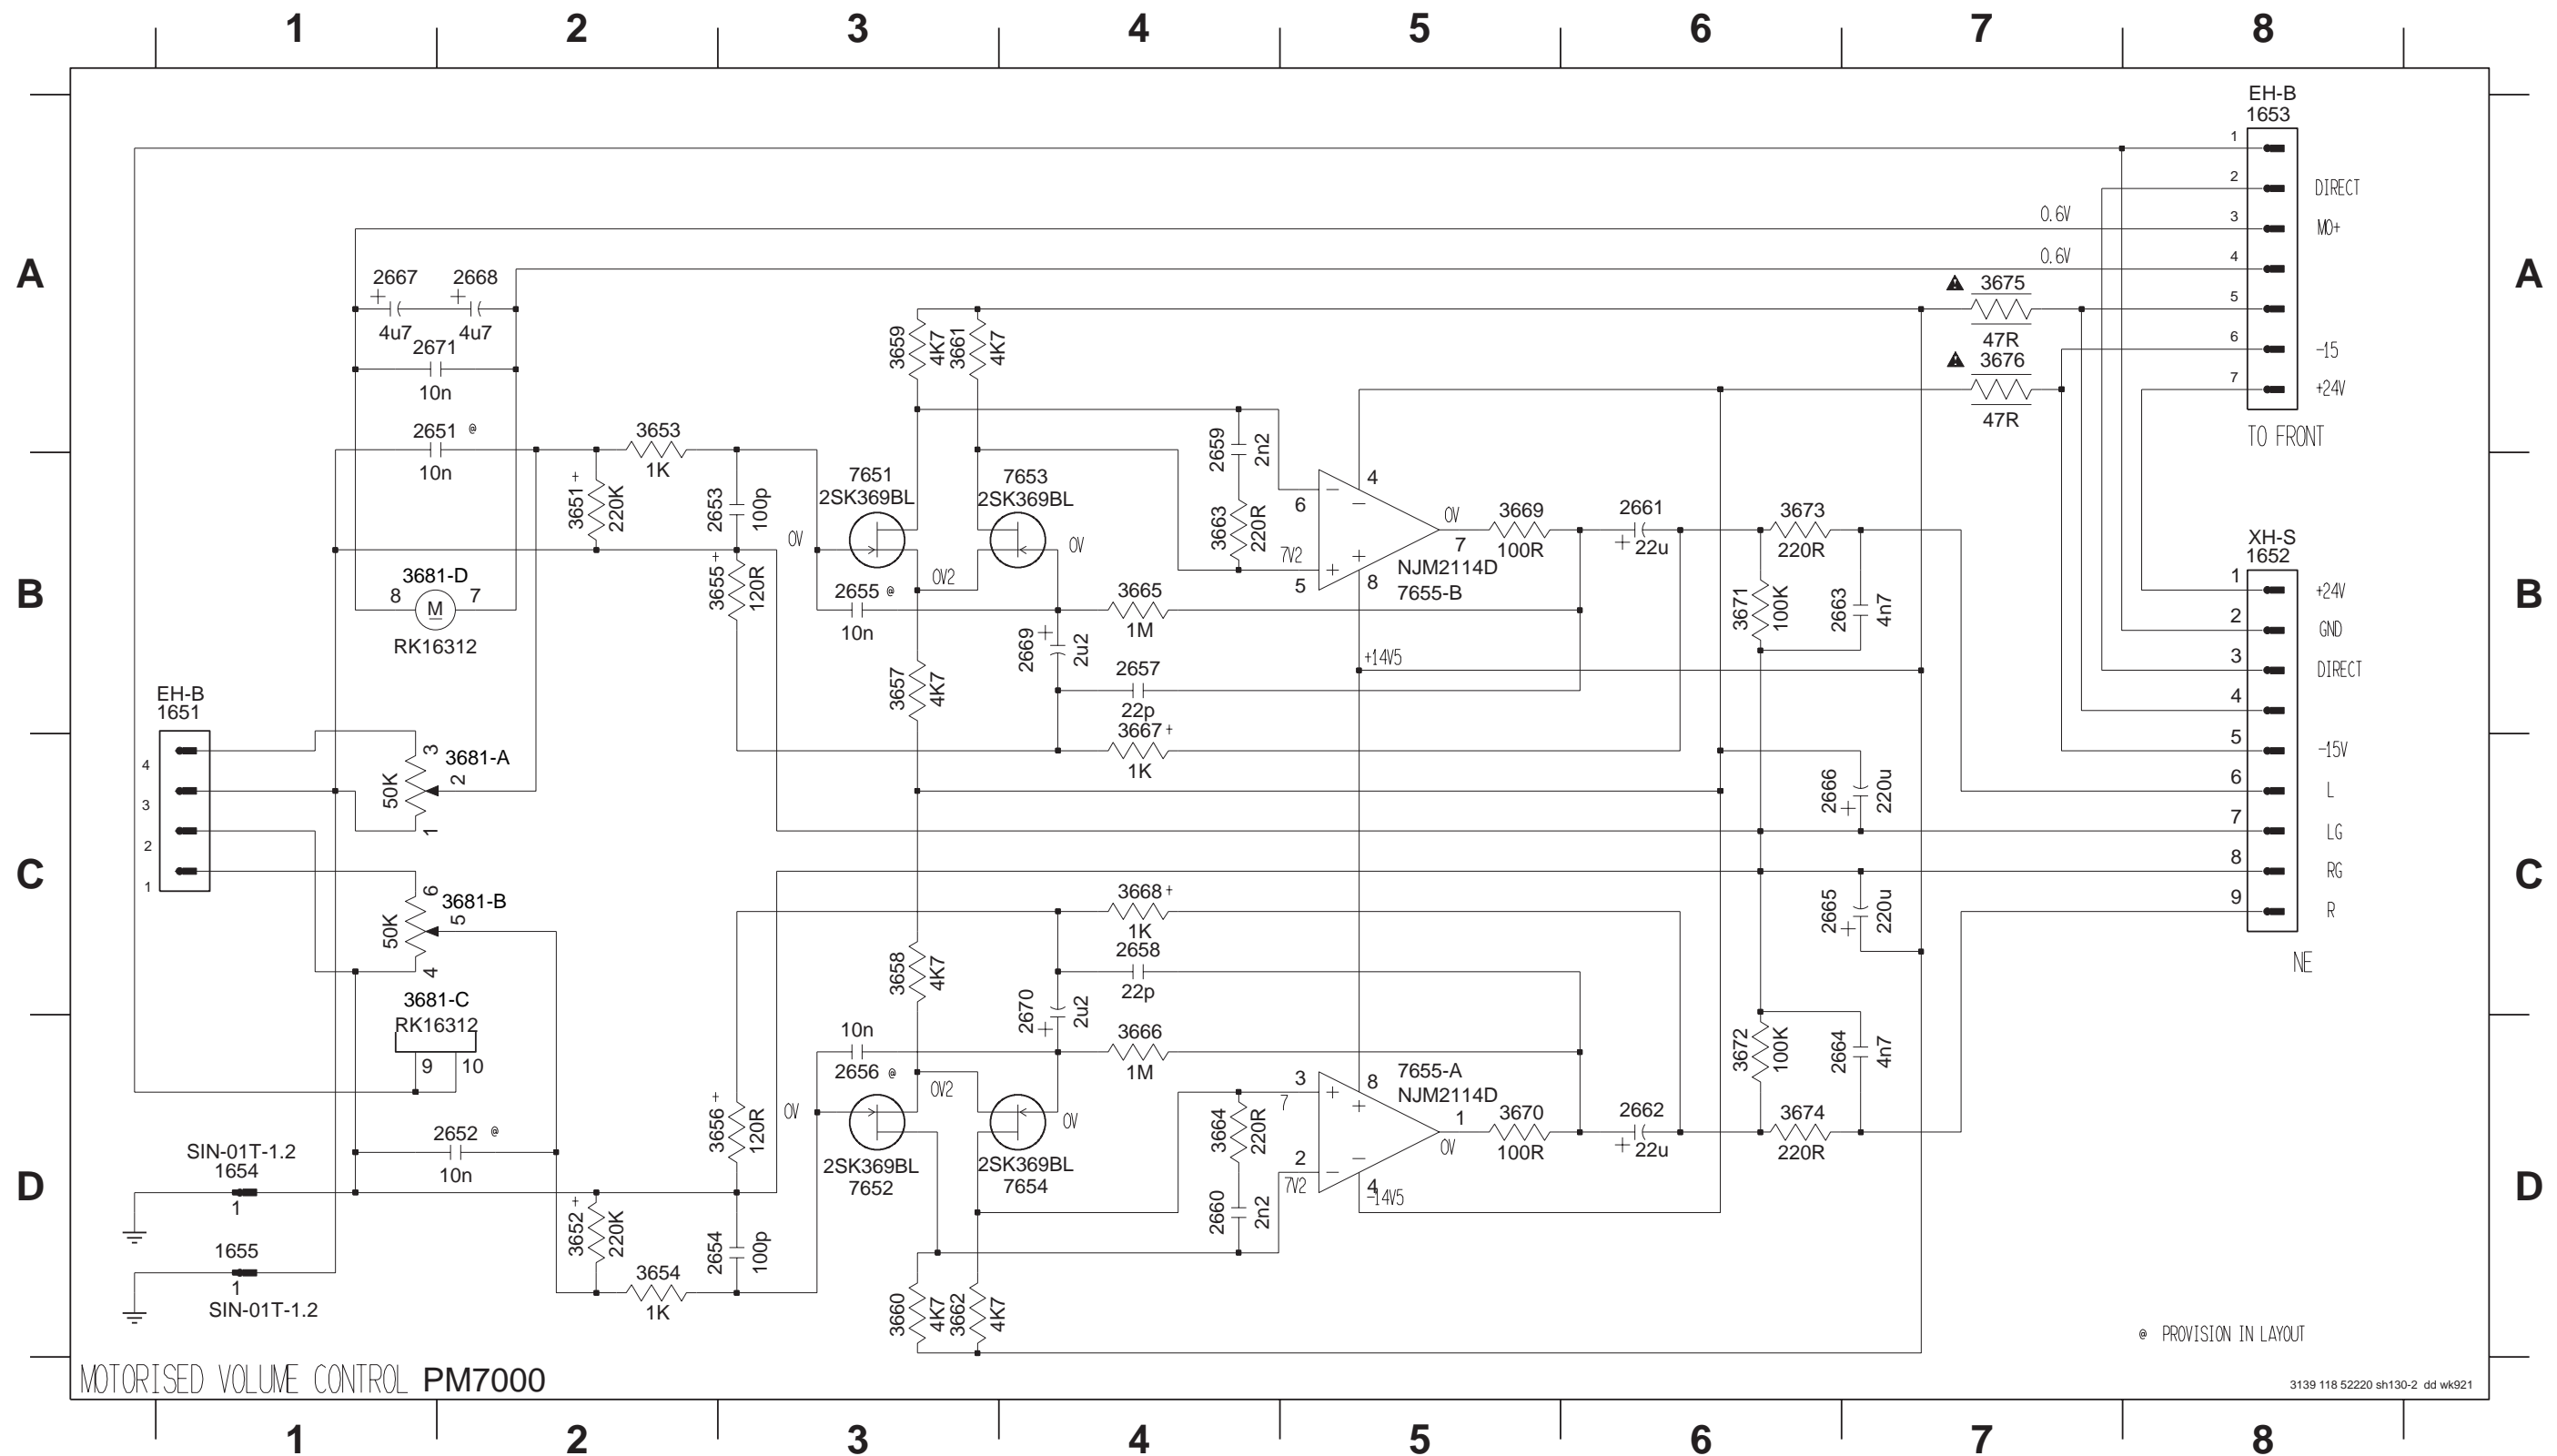 1 2 3 4 5 6 7 8
EH-B
1653
1
2 DIRECT
3 MO+
0.6V
4
0.6V
5
6 -15
7 +24V
TO FRONT
A A
2667 2668
+ +
4u7 4u7
2671
10n
3659 4K7 3661 4K7
3675
47R
3676
47R
2651 @
10n
3653
1K
3651 + 220K
2653 100p
7651
2SK369BL
7653
2SK369BL
0V
0V
0V2
2659 2n2
3663 220R
7V2
6
5
4
8
7
0V
NJM2114D
7655-B
3669
100R
2661
+ 22u
3673
220R
XH-S
1652
1 +24V
2 GND
3 DIRECT
4
5 -15V
6 L
7 LG
8 RG
9 R
NE
B B
3681-D
8 M 7
RK16312
3655 + 120R
2655 @
10n
3665
1M
2669 + 2u2
3671 100K
2663 4n7
+14V5
2657
22p
3657 4K7
3667 +
1K
EH-B
1651
4
3
2
1
3
3681-A
50K 2
1
2666 + 220u
C C
6
3681-B
50K 5
4
3668 +
1K
2658
22p
2665 + 220u
3658 4K7
2670 + 2u2
3681-C
RK16312
9 10
10n
2656 @
3666
1M
3672 100K
2664 4n7
0V2
7655-A
NJM2114D
3
7
8
1
0V
2
7V2
4
-14V5
3656 + 120R
0V
2SK369BL
7652
2SK369BL
7654
0V
3664 220R
2660 2n2
3670
100R
2662
+ 22u
3674
220R
2652 @
10n
SIN-01T-1.2
1654
1
D D
3652 + 220K
2654 100p
1655
1
SIN-01T-1.2
3654
1K
3660 4K7 3662 4K7
@ PROVISION IN LAYOUT
MOTORISED VOLUME CONTROL PM7000
3139 118 52220 sh130-2 dd wk921
1 2 3 4 5 6 7 8